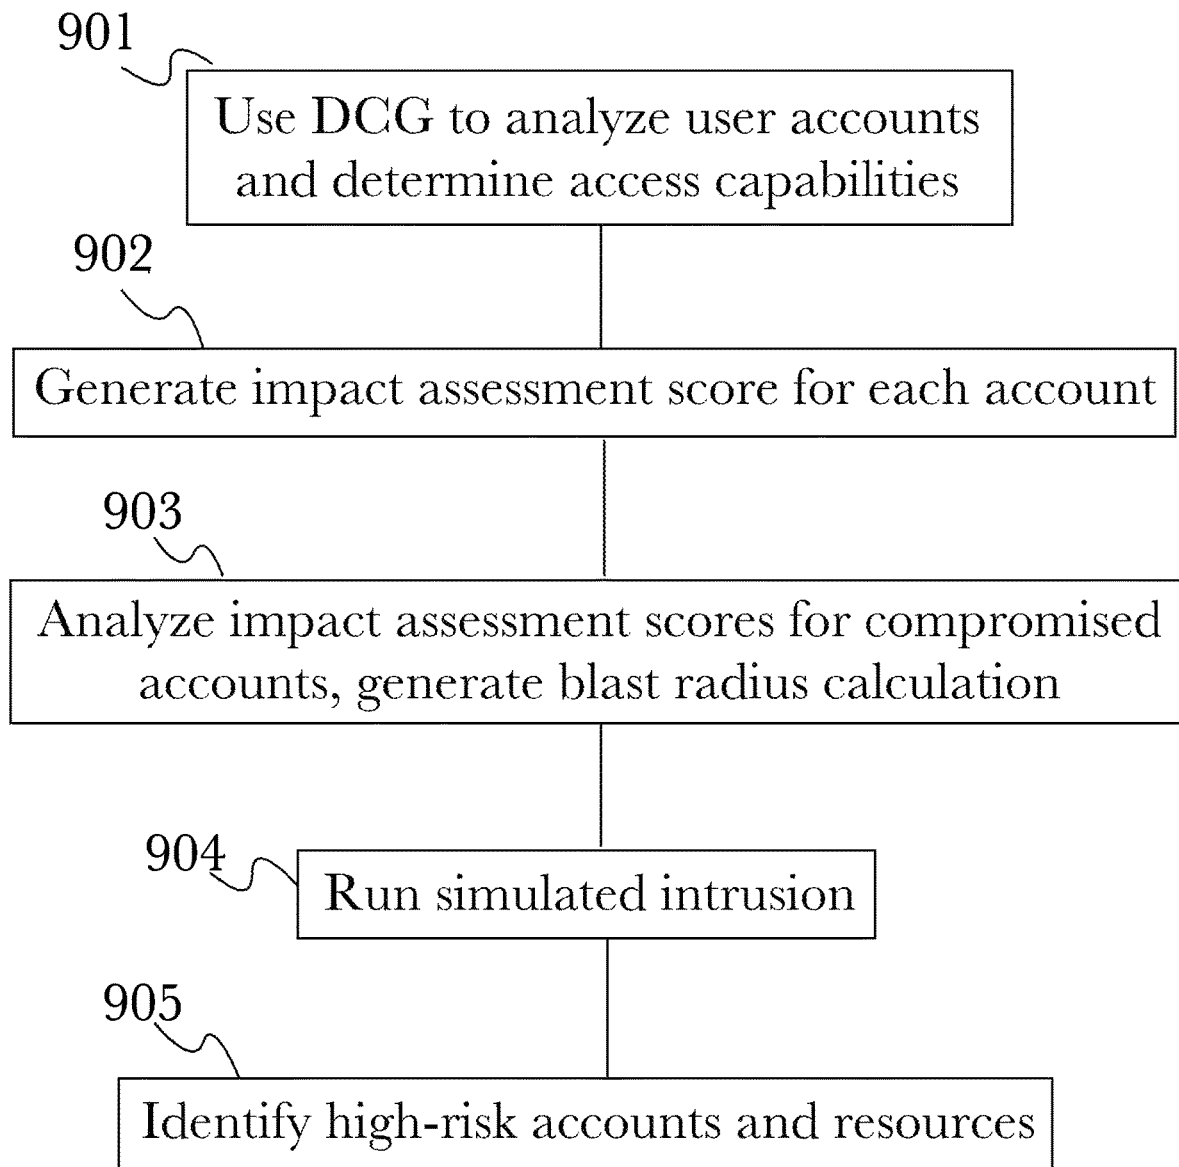 901
Use DCG to analyze user accounts
and determine access capabilities
902
Generate impact assessment score for each account
903
Analyze impact assessment scores for compromised
accounts, generate blast radius calculation
904
Run simulated intrusion
905
Identify high-risk accounts and resources